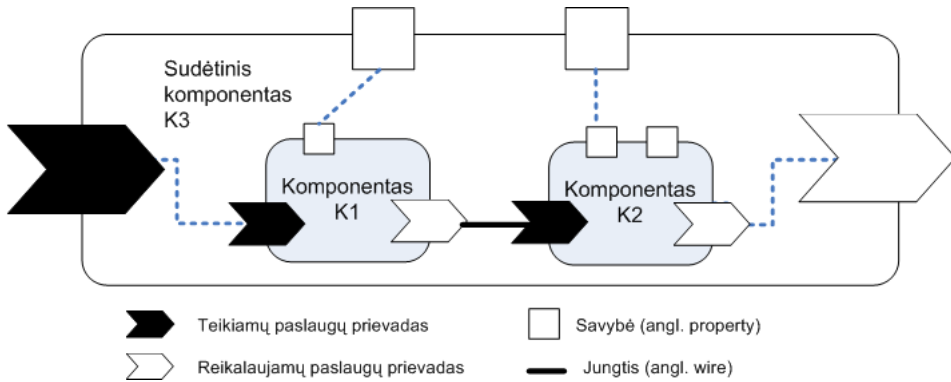 Sudėtinis
komponentas
K3
Komponentas
K1
Komponentas
K2
Teikiamų paslaugų prievadas
Savybė (angl. property)
Reikalaujamų paslaugų prievadas
Jungtis (angl. wire)